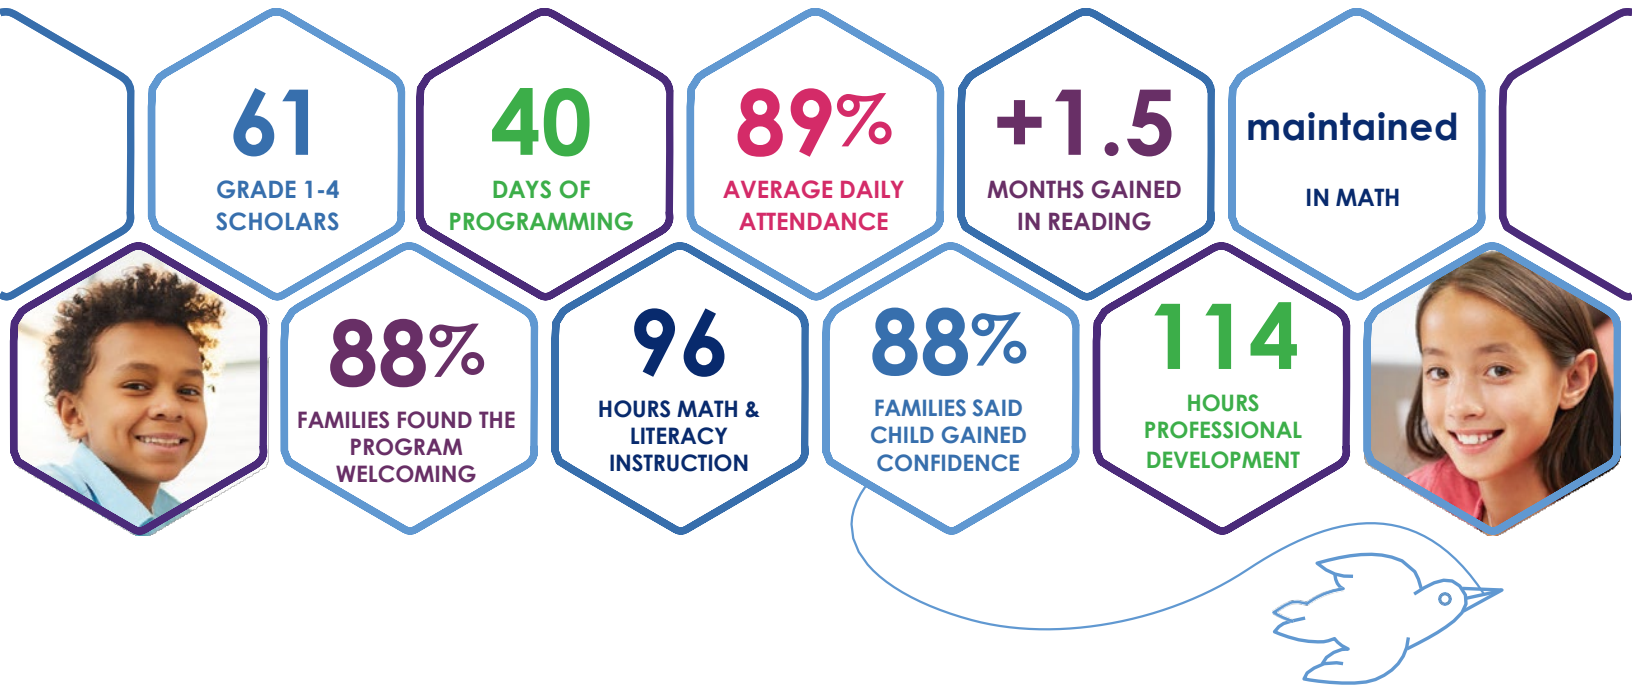 61
GRADE 1-4
SCHOLARS
40
DAYS OF
PROGRAMMING
89%
AVERAGE DAILY
ATTENDANCE
+1.5
MONTHS GAINED
IN READING
maintained
IN MATH
88%
FAMILIES FOUND THE
PROGRAM
WELCOMING
96
HOURS MATH &
LITERACY
INSTRUCTION
88%
FAMILIES SAID
CHILD GAINED
CONFIDENCE
114
HOURS
PROFESSIONAL
DEVELOPMENT